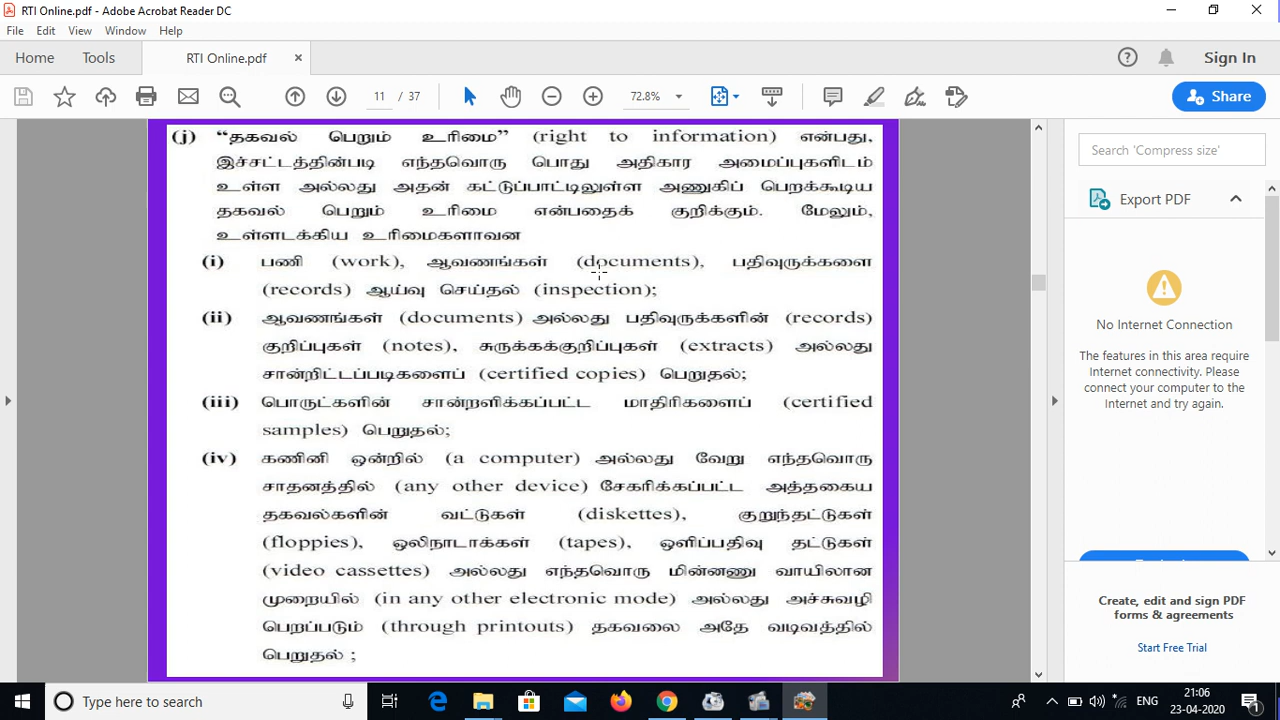 RTI Online.pdf - Adobe Acrobat Reader DC
File Edit View Window Help
Home Tools RTI Online.pdf × Sign In
11 / 37 72.8% Share
(j) “தகவல் பெறும் உரிமை” (right to information) என்பது,
இச்சட்டத்தின்படி எந்தவொரு பொது அதிகார அமைப்புகளிடம்
உள்ள அல்லது அதன் கட்டுப்பாட்டிலுள்ள அணுகிப் பெறக்கூடிய
தகவல் பெறும் உரிமை என்பதைக் குறிக்கும். மேலும்,
உள்ளடக்கிய உரிமைகளாவன
(i) பணி (work), ஆவணங்கள் (documents), பதிவுருக்களை
(records) ஆய்வு செய்தல் (inspection);
(ii) ஆவணங்கள் (documents) அல்லது பதிவுருக்களின் (records)
குறிப்புகள் (notes), சுருக்கக்குறிப்புகள் (extracts) அல்லது
சான்றிட்டப்படிகளைப் (certified copies) பெறுதல்;
(iii) பொருட்களின் சான்றளிக்கப்பட்ட மாதிரிகளைப் (certified
samples) பெறுதல்;
(iv) கணினி ஒன்றில் (a computer) அல்லது வேறு எந்தவொரு
சாதனத்தில் (any other device) சேகரிக்கப்பட்ட அத்தகைய
தகவல்களின் வட்டுகள் (diskettes), குறுந்தட்டுகள்
(floppies), ஒலிநாடாக்கள் (tapes), ஒளிப்பதிவு தட்டுகள்
(video cassettes) அல்லது எந்தவொரு மின்னணு வாயிலான
முறையில் (in any other electronic mode) அல்லது அச்சுவழி
பெறப்படும் (through printouts) தகவலை அதே வடிவத்தில்
பெறுதல் ;
Search 'Compress size'
Export PDF
No Internet Connection
The features in this area require
Internet connectivity. Please
connect your computer to the
Internet and try again.
Create, edit and sign PDF
forms & agreements
Start Free Trial
Type here to search
ENG
21:06
23-04-2020
1